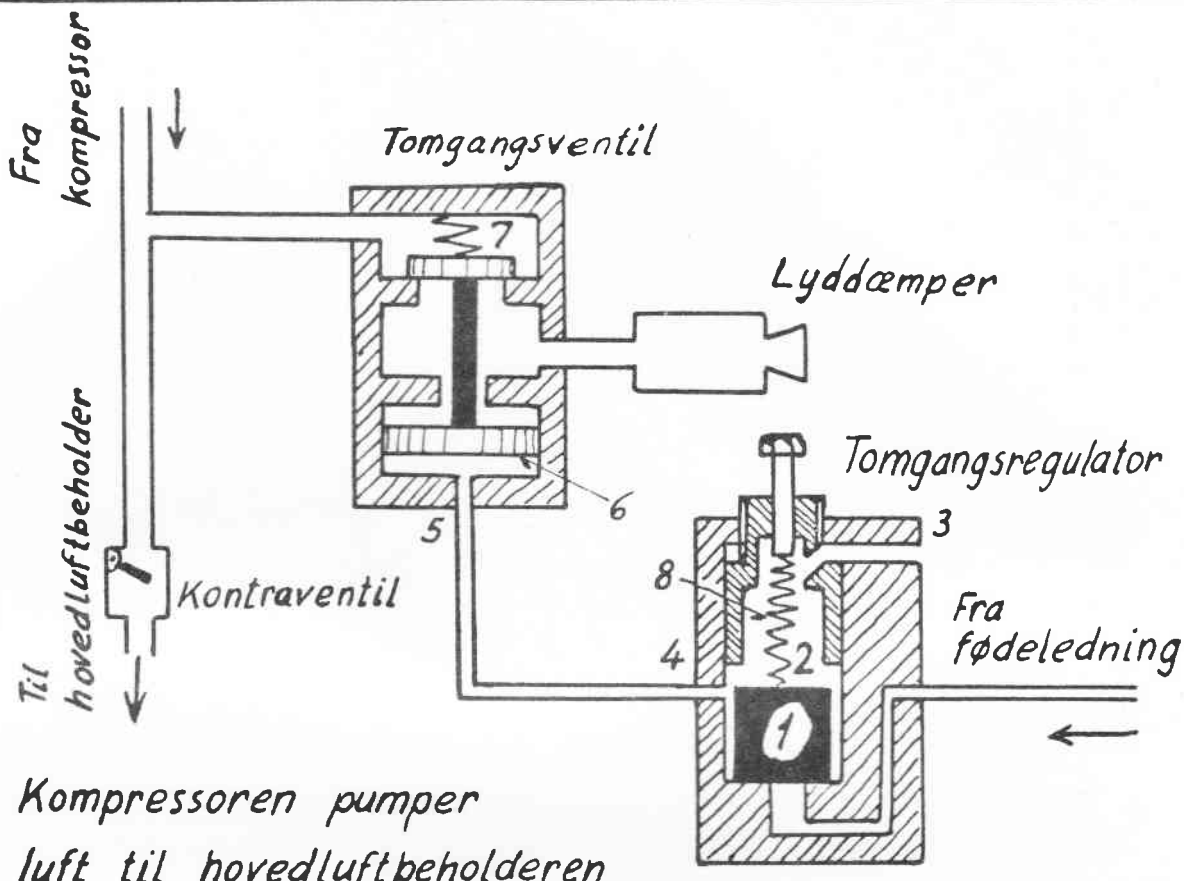 Fra
kompressor
Tomgangsventil
7
Lyddæmper
Til
hovedluftbeholder
6
5
Tomgangsregulator
3
Kontraventil
8
4
2
Fra
fødeledning
1
Kompressoren pumper
luft til hovedluftbeholderen